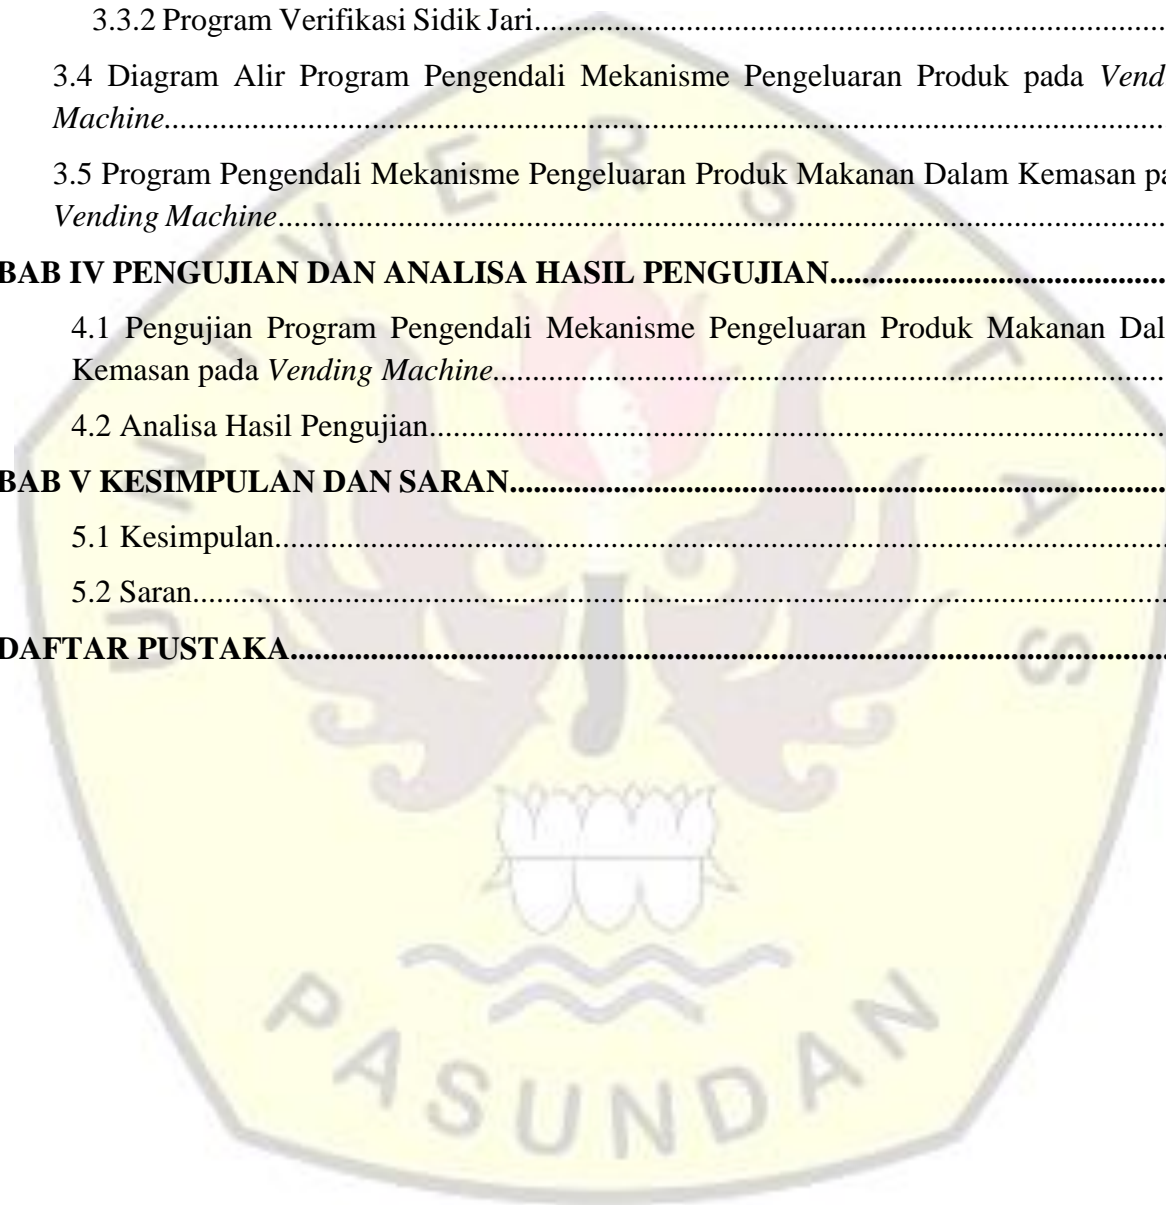 3.3.2 Program Verifikasi Sidik Jari................................................................................
3.4 Diagram Alir Program Pengendali Mekanisme Pengeluaran Produk pada Vend
Machine................................................................................................................................
3.5 Program Pengendali Mekanisme Pengeluaran Produk Makanan Dalam Kemasan pa
Vending Machine.................................................................................................................
BAB IV PENGUJIAN DAN ANALISA HASIL PENGUJIAN..........................................
4.1 Pengujian Program Pengendali Mekanisme Pengeluaran Produk Makanan Dal
Kemasan pada Vending Machine.....................................................................................
4.2 Analisa Hasil Pengujian.............................................................................................
BAB V KESIMPULAN DAN SARAN..................................................................................
5.1 Kesimpulan.................................................................................................................
5.2 Saran...........................................................................................................................
DAFTAR PUSTAKA..............................................................................................................
UNIVERSITAS
PASUNDAN